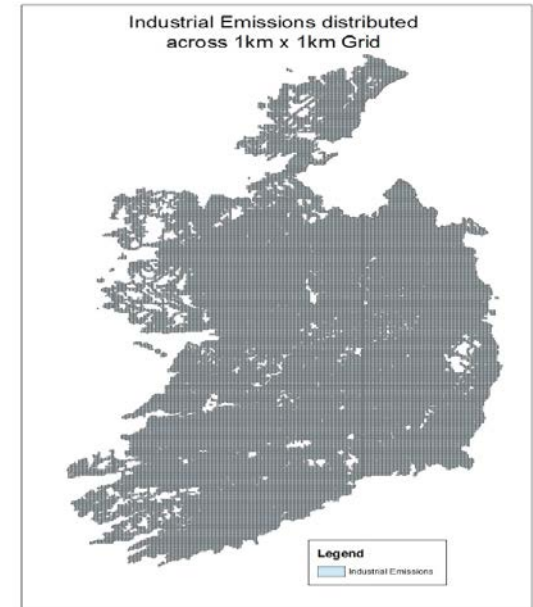 Industrial Emissions distributed
across 1km x 1km Grid
Legend
Industrial Emissions